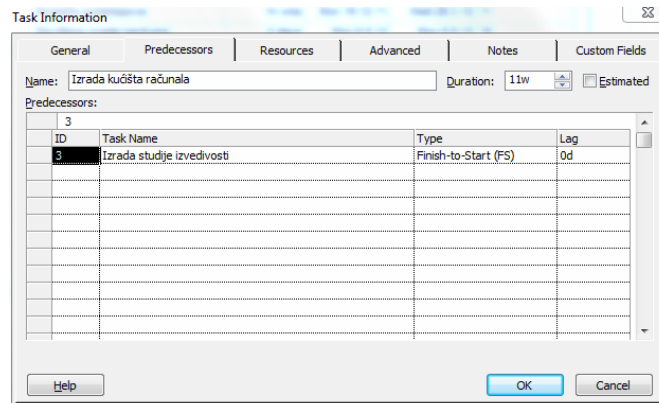 Task Information
General Predecessors Resources Advanced Notes Custom Fields
Name: Izrada kućišta računala Duration: 11w Estimated
Predecessors:
3
ID Task Name Type Lag
3 Izrada studije izvedivosti Finish-to-Start (FS) 0d
Help OK Cancel